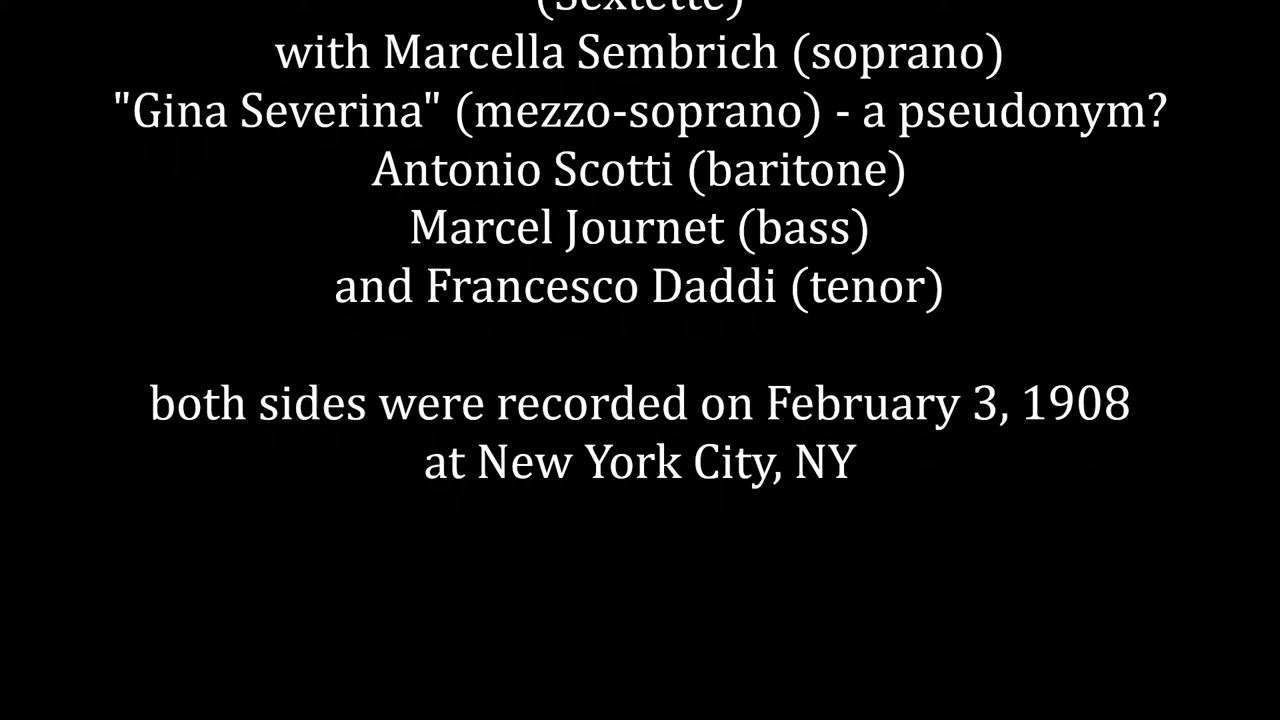 (Sextette)
with Marcella Sembrich (soprano)
"Gina Severina" (mezzo-soprano) - a pseudonym?
Antonio Scotti (baritone)
Marcel Journet (bass)
and Francesco Daddi (tenor)
both sides were recorded on February 3, 1908
at New York City, NY